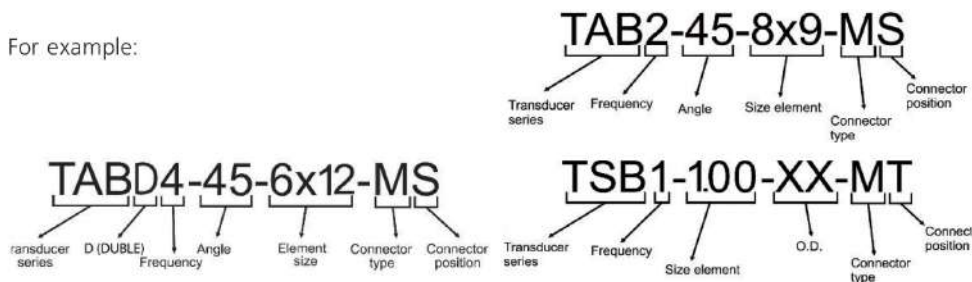 For example:
TAB2-45-8x9-MS
Transducer series
Frequency
Angle
Size element
Connector type
Connector position
TABD4-45-6x12-MS
ransducer series
D (DUBLE)
Frequency
Angle
Element size
Connector type
Connector position
TSB1-1.00-XX-MT
Transducer series
Frequency
Size element
O.D.
Connector type
Connect position